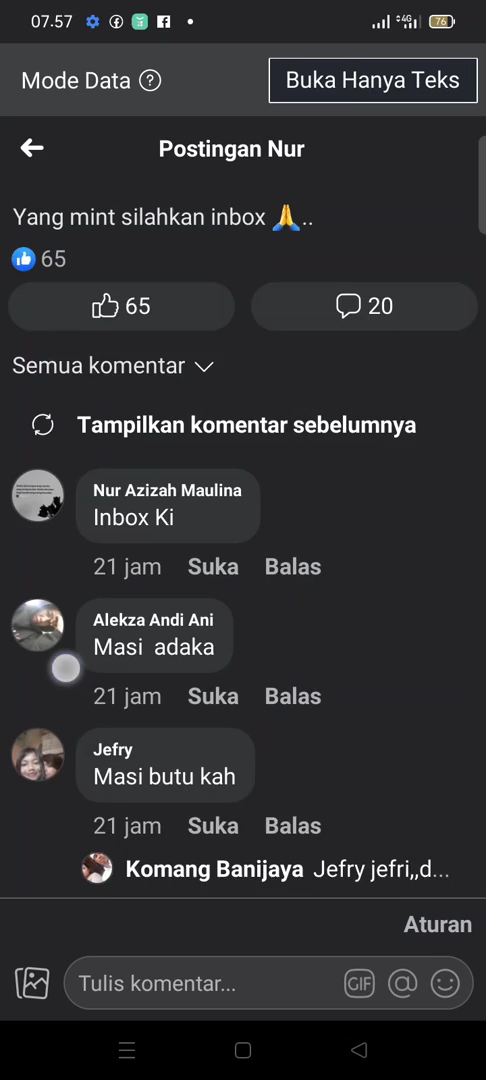 07.57
4G
76
Mode Data ?
Buka Hanya Teks
Postingan Nur
Yang mint silahkan inbox 🙏..
65
65
20
Semua komentar
Tampilkan komentar sebelumnya
Nur Azizah Maulina
Inbox Ki
21 jam Suka Balas
Alekza Andi Ani
Masi adaka
21 jam Suka Balas
Jefry
Masi butu kah
21 jam Suka Balas
Komang Banijaya Jefry jefri,,d...
Aturan
Tulis komentar...
GIF @